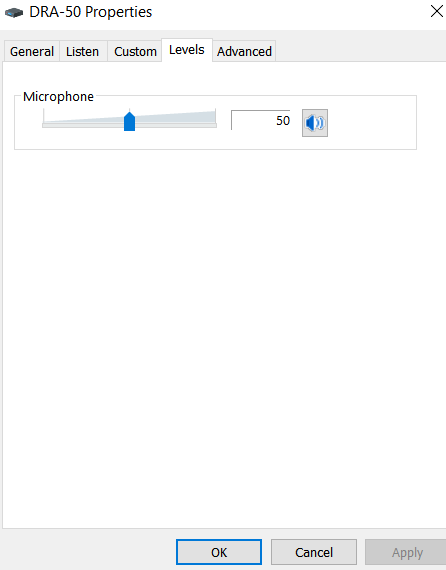 DRA-50 Properties
General Listen Custom Levels Advanced
Microphone
50
OK Cancel Apply